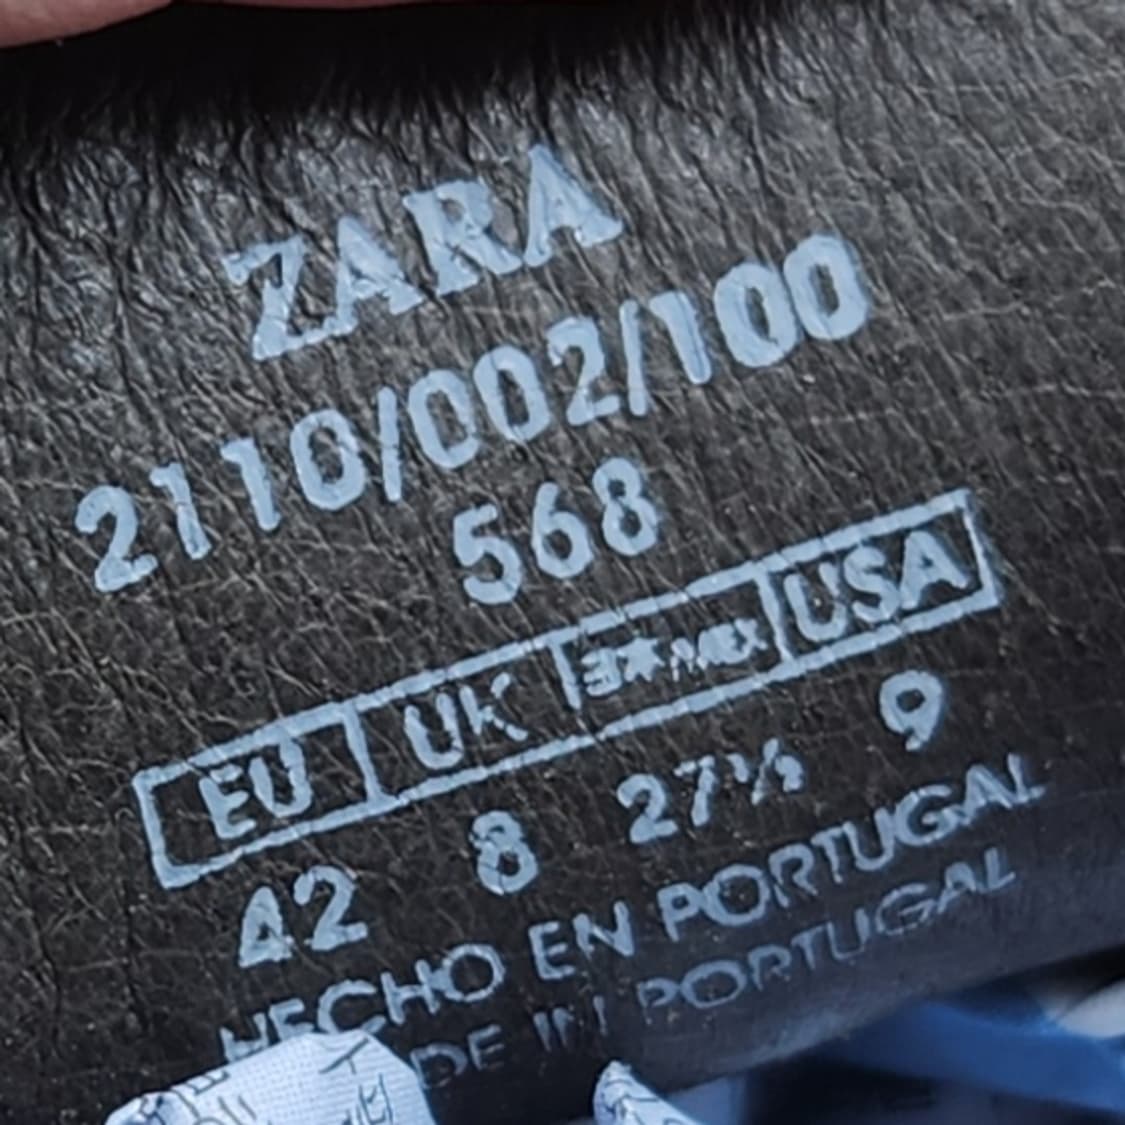 ZARA
2110/002/100
568
EU UK MEX USA
42 8 27½ 9
HECHO EN PORTUGAL
DE IN PORTUGAL